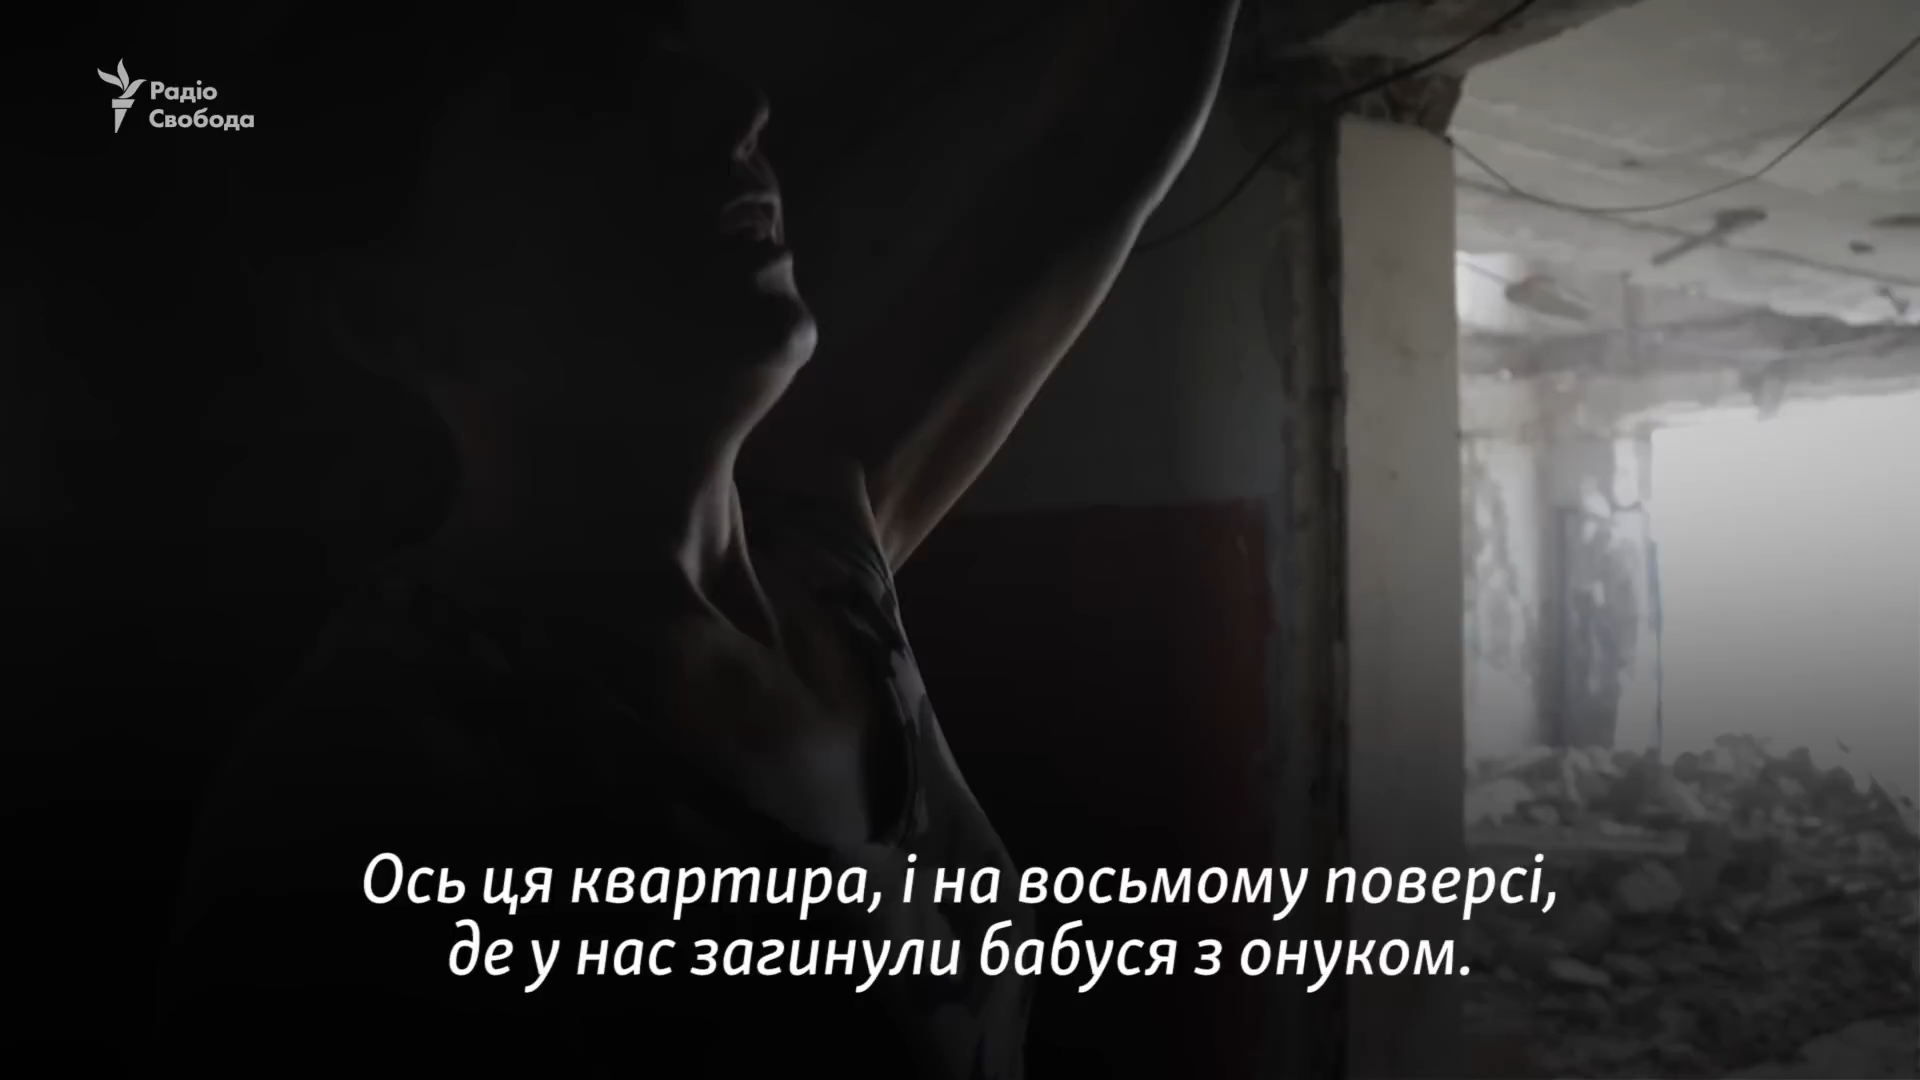 Радіо
Свобода
Ось ця квартира, і на восьмому поверсі,
де у нас загинули бабуся з онуком.